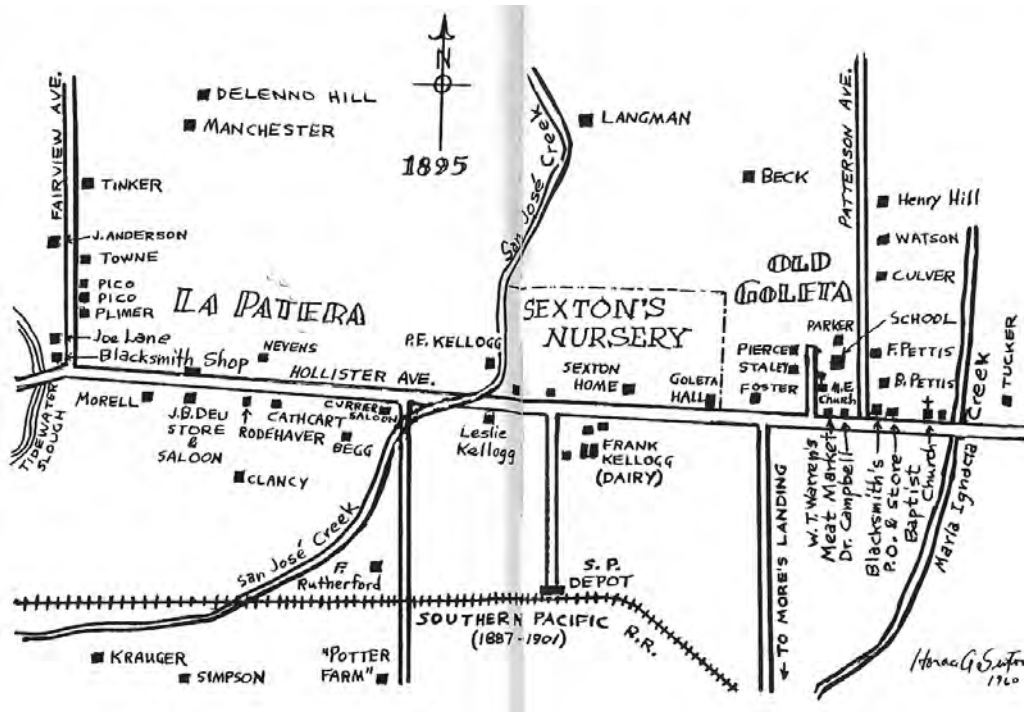 FAIRVIEW AVE.
DELENNO HILL
MANCHESTER
N
1895
San José Creek
LANGMAN
BECK
PATTERSON AVE.
TINKER
J. ANDERSON
TOWNE
PICO
PICO
PLIMER
Joe Lane
Blacksmith Shop
LA PATERA
NEVENS
HOLLISTER AVE.
P.F. KELLOGG
SEXTON'S
NURSERY
OLD
GOLETA
Henry Hill
WATSON
CULVER
PARKER
SCHOOL
PIERCE
STALEY
FOSTER
M.E.
Church
F. PETTIS
B. PETTIS
TUCKER
SEXTON
HOME
GOLETA
HALL
TIDEWATER
SLOUGH
MORELL
J.B. DEU
STORE
&
SALOON
RODEHAVER
CATHCART
CURRIER
SALOON
BEGG
CLANCY
Leslie
Kellogg
FRANK
KELLOGG
(DAIRY)
W.T. Warren's
Meat Market
Dr. Campbell
Blacksmith's
P.O. & Store
Baptist
Church
Maria Ignacia Creek
TO MORE'S LANDING
San José Creek
F.
Rutherford
S. P.
DEPOT
SOUTHERN PACIFIC
(1887-1901)
R.R.
KRAUGER
SIMPSON
"POTTER
FARM"
Horace A. Sexton
1960